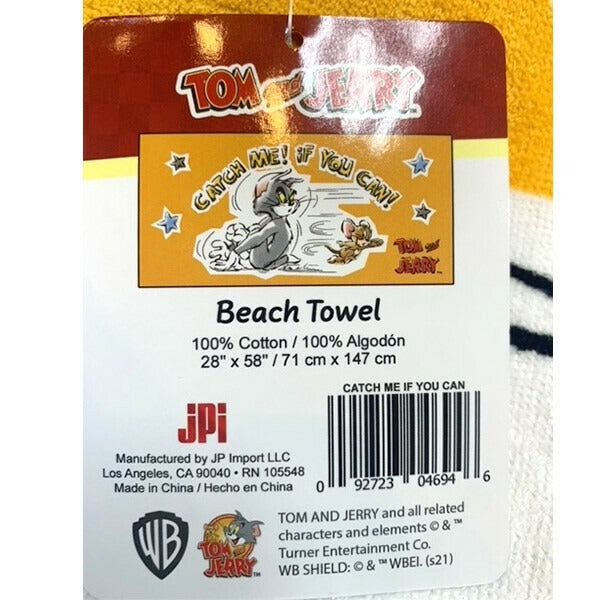 TOM and JERRY™
CATCH ME! iF YOU CAN!
TOM and JERRY™
Beach Towel
100% Cotton / 100% Algodón
28" x 58" / 71 cm x 147 cm
CATCH ME IF YOU CAN
0 92723 04694 6
jpi
Manufactured by JP Import LLC
Los Angeles, CA 90040 • RN 105548
Made in China / Hecho en China
WB
TOM and JERRY™
TOM AND JERRY and all related
characters and elements © & ™
Turner Entertainment Co.
WB SHIELD: © & ™ WBEI. (s21)